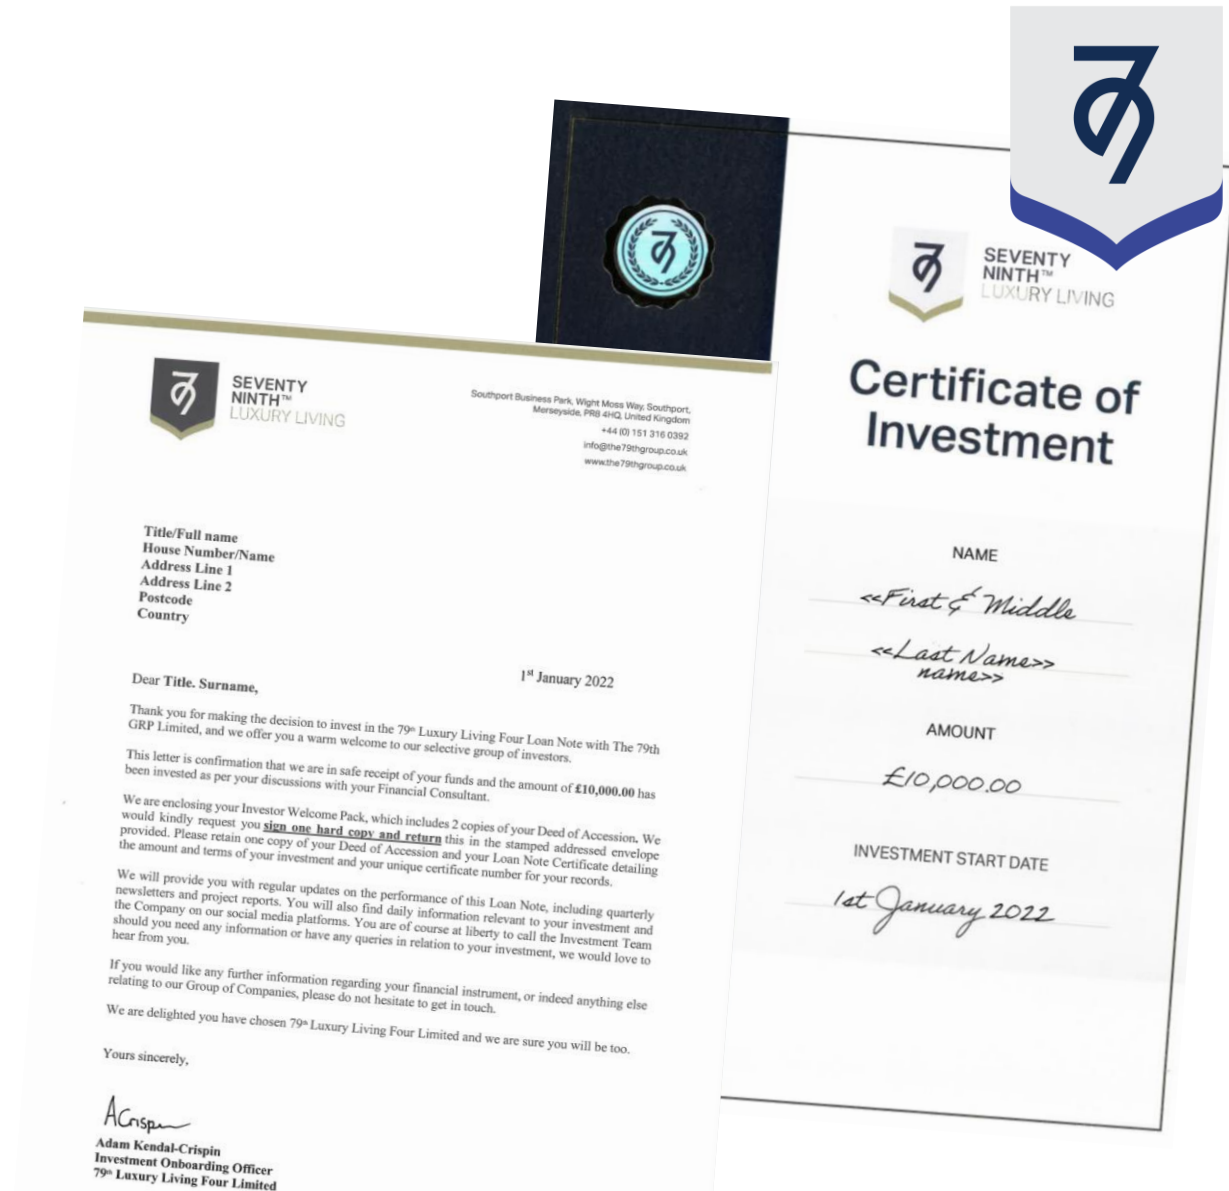 SEVENTY
NINTH™
LUXURY LIVING
Southport Business Park, Wight Moss Way, Southport,
Merseyside, PR8 4HQ, United Kingdom
+44 (0) 151 316 0392
info@the79thgroup.co.uk
www.the79thgroup.co.uk
Title/Full name
House Number/Name
Address Line 1
Address Line 2
Postcode
Country
1st January 2022
Dear Title. Surname,
Thank you for making the decision to invest in the 79th Luxury Living Four Loan Note with The 79th
GRP Limited, and we offer you a warm welcome to our selective group of investors.
This letter is confirmation that we are in safe receipt of your funds and the amount of £10,000.00 has
been invested as per your discussions with your Financial Consultant.
We are enclosing your Investor Welcome Pack, which includes 2 copies of your Deed of Accession. We
would kindly request you sign one hard copy and return this in the stamped addressed envelope
provided. Please retain one copy of your Deed of Accession and your Loan Note Certificate detailing
the amount and terms of your investment and your unique certificate number for your records.
We will provide you with regular updates on the performance of this Loan Note, including quarterly
newsletters and project reports. You will also find daily information relevant to your investment and
the Company on our social media platforms. You are of course at liberty to call the Investment Team
should you need any information or have any queries in relation to your investment, we would love to
hear from you.
If you would like any further information regarding your financial instrument, or indeed anything else
relating to our Group of Companies, please do not hesitate to get in touch.
We are delighted you have chosen 79th Luxury Living Four Limited and we are sure you will be too.
Yours sincerely,
ACrispin
Adam Kendal-Crispin
Investment Onboarding Officer
79th Luxury Living Four Limited
SEVENTY
NINTH™
LUXURY LIVING
Certificate of
Investment
NAME
<<First & Middle
<<Last Name>>
name>>
AMOUNT
£10,000.00
INVESTMENT START DATE
1st January 2022